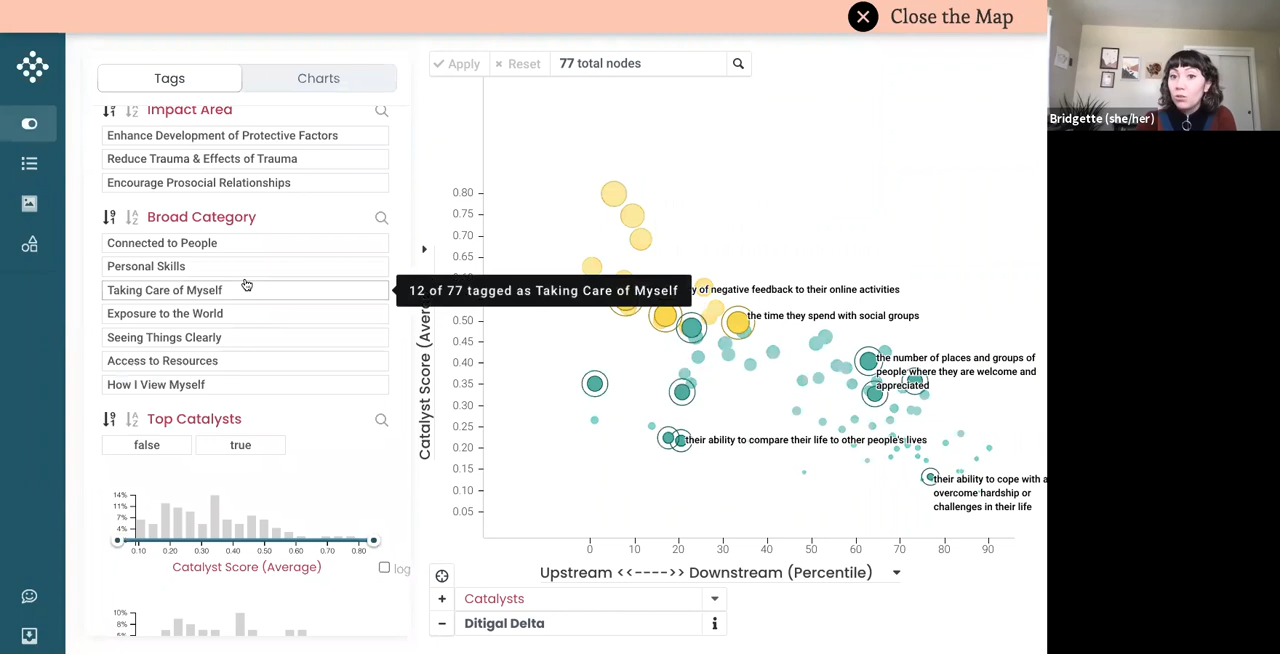 Close the Map
Tags
Charts
Apply
Reset
77 total nodes
Bridgette (she/her)
Impact Area
Enhance Development of Protective Factors
Reduce Trauma & Effects of Trauma
Encourage Prosocial Relationships
Broad Category
Connected to People
Personal Skills
Taking Care of Myself
Exposure to the World
Seeing Things Clearly
Access to Resources
How I View Myself
Top Catalysts
false
true
14%
11%
7%
4%
0.10 0.20 0.30 0.40 0.50 0.60 0.70 0.80
Catalyst Score (Average)
log
10%
8%
12 of 77 tagged as Taking Care of Myself
Catalyst Score (Avera
0.80
0.75
0.70
0.65
0.50
0.45
0.40
0.35
0.30
0.25
0.20
0.15
0.10
0.05
y of negative feedback to their online activities
the time they spend with social groups
the number of places and groups of
people where they are welcome and
appreciated
their ability to compare their life to other people's lives
their ability to cope with a
overcome hardship or
challenges in their life
0 10 20 30 40 50 60 70 80 90
Upstream <<---->> Downstream (Percentile)
Catalysts
Ditigal Delta